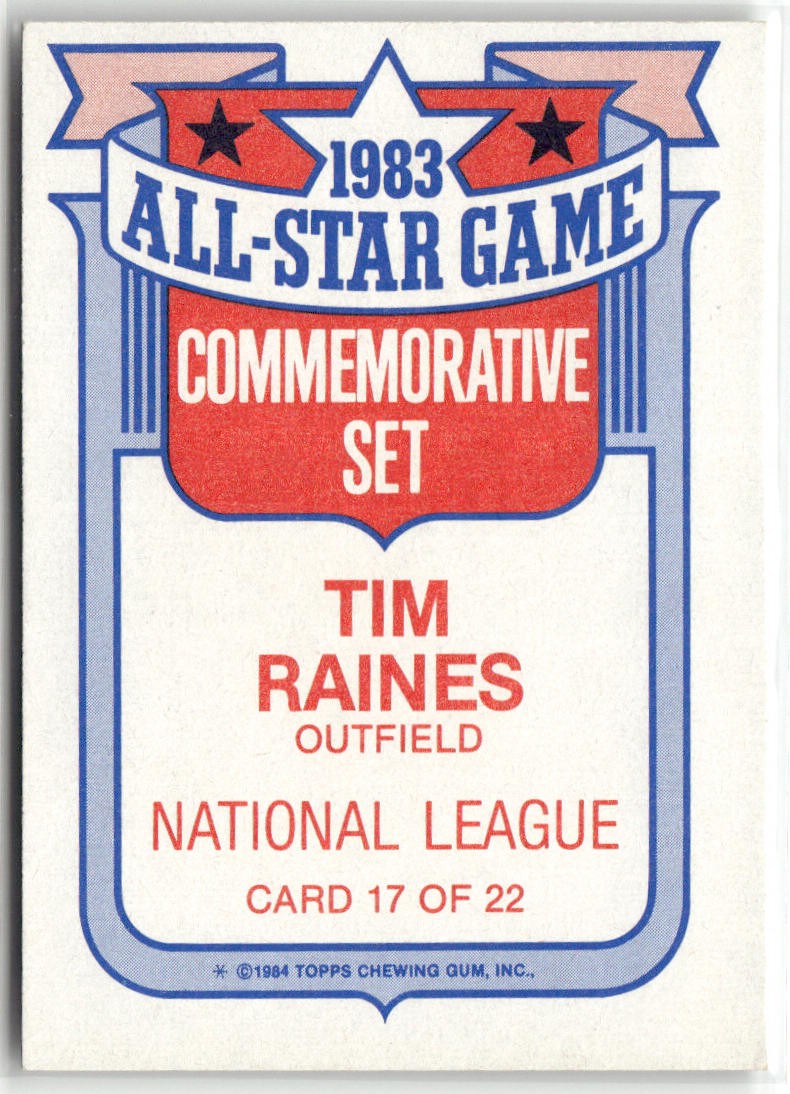 1983
ALL-STAR GAME
COMMEMORATIVE
SET
TIM
RAINES
OUTFIELD
NATIONAL LEAGUE
CARD 17 OF 22
* ©1984 TOPPS CHEWING GUM, INC.,